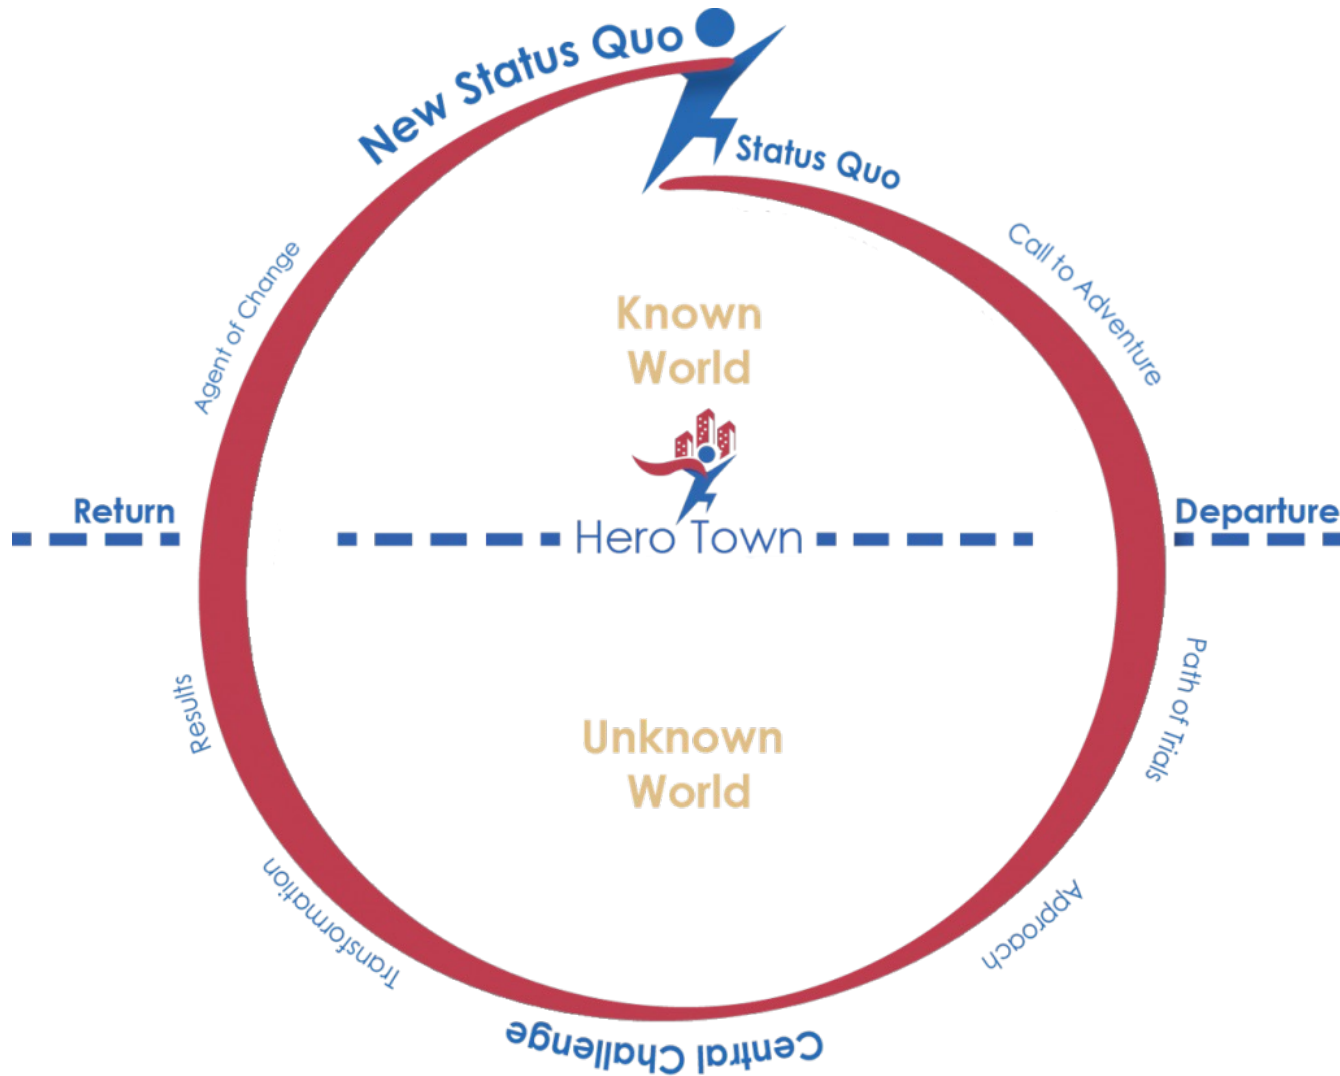 New Status Quo
Status Quo
Call to Adventure
Agent of Change
Known
World
Return
Departure
Hero Town
Path of Trials
Results
Unknown
World
Transformation
Approach
Central Challenge